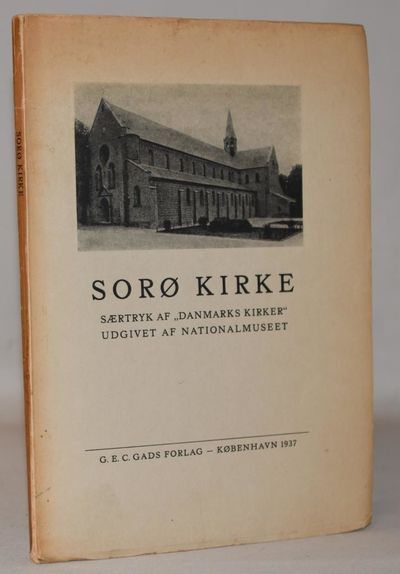 SORØ KIRKE
SORØ KIRKE
SÆRTRYK AF „DANMARKS KIRKER“
UDGIVET AF NATIONALMUSEET
G. E. C. GADS FORLAG – KØBENHAVN 1937